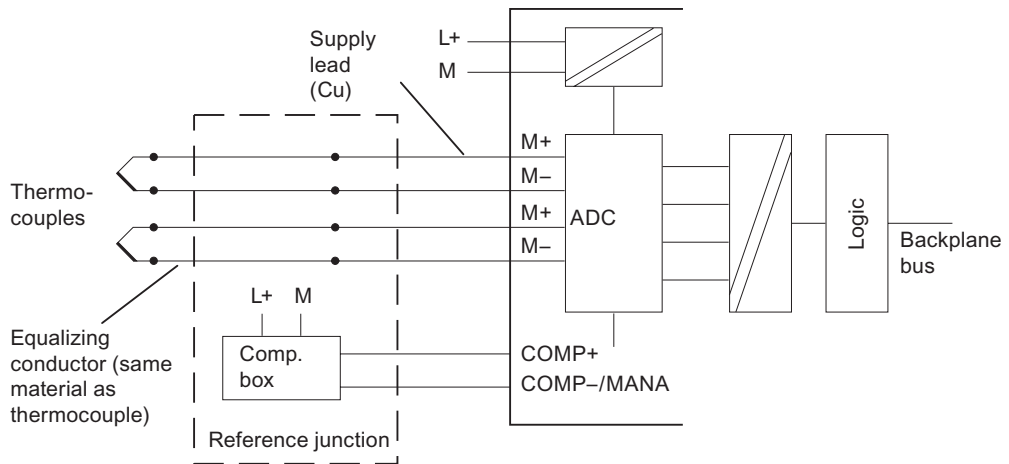 Supply
lead
(Cu)
L+
M
M+
M–
M+
M–
Thermo-
couples
ADC
Logic
Backplane
bus
L+ M
Comp.
box
COMP+
COMP–/MANA
Equalizing
conductor (same
material as
thermocouple)
Reference junction